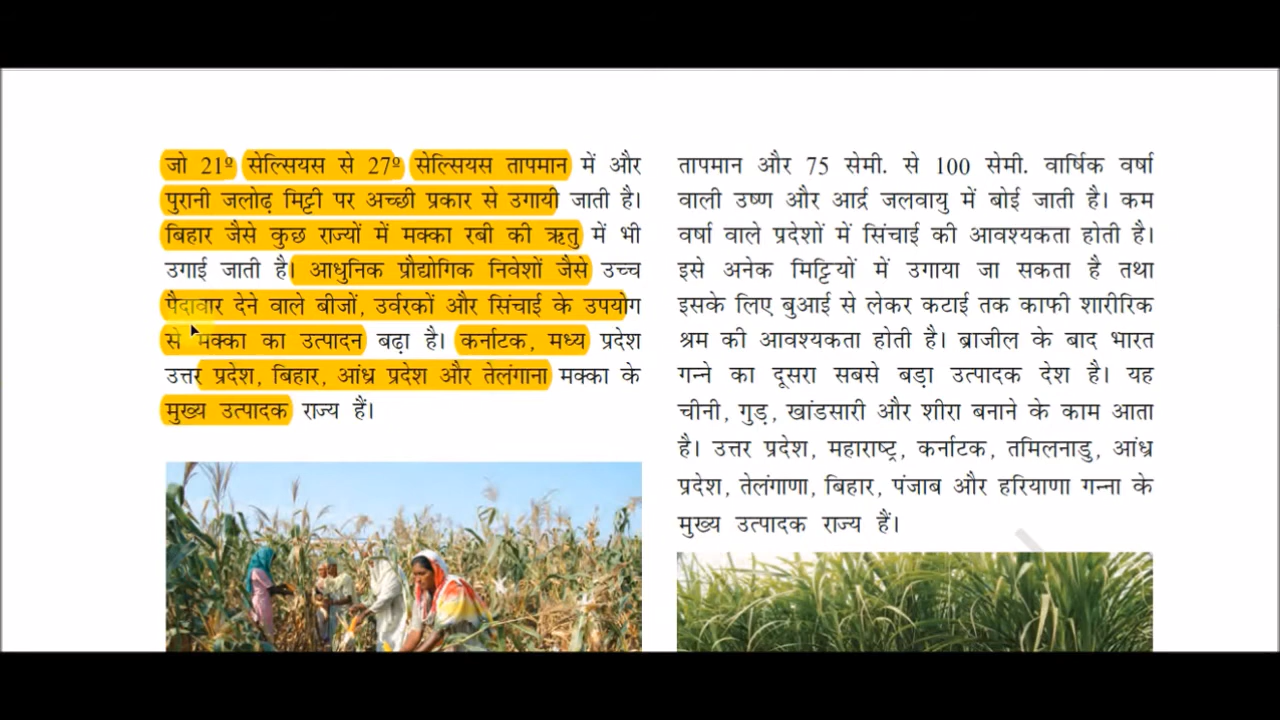 जो 21º सेल्सियस से 27º सेल्सियस तापमान में और
पुरानी जलोढ़ मिट्टी पर अच्छी प्रकार से उगायी जाती है।
बिहार जैसे कुछ राज्यों में मक्का रबी की ऋतु में भी
उगाई जाती है। आधुनिक प्रौद्योगिक निवेशों जैसे उच्च
पैदावार देने वाले बीजों, उर्वरकों और सिंचाई के उपयोग
से मक्का का उत्पादन बढ़ा है। कर्नाटक, मध्य प्रदेश
उत्तर प्रदेश, बिहार, आंध्र प्रदेश और तेलंगाना मक्का के
मुख्य उत्पादक राज्य हैं।
तापमान और 75 सेमी. से 100 सेमी. वार्षिक वर्षा
वाली उष्ण और आर्द्र जलवायु में बोई जाती है। कम
वर्षा वाले प्रदेशों में सिंचाई की आवश्यकता होती है।
इसे अनेक मिट्टियों में उगाया जा सकता है तथा
इसके लिए बुआई से लेकर कटाई तक काफी शारीरिक
श्रम की आवश्यकता होती है। ब्राजील के बाद भारत
गन्ने का दूसरा सबसे बड़ा उत्पादक देश है। यह
चीनी, गुड़, खांडसारी और शीरा बनाने के काम आता
है। उत्तर प्रदेश, महाराष्ट्र, कर्नाटक, तमिलनाडु, आंध्र
प्रदेश, तेलंगाणा, बिहार, पंजाब और हरियाणा गन्ना के
मुख्य उत्पादक राज्य हैं।